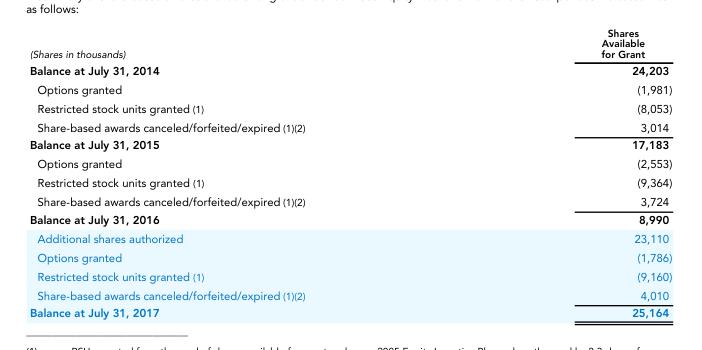 as follows:
Shares
Available
(Shares in thousands) for Grant
Balance at July 31, 2014 24,203
Options granted (1,981)
Restricted stock units granted (1) (8,053)
Share-based awards canceled/forfeited/expired (1)(2) 3,014
Balance at July 31, 2015 17,183
Options granted (2,553)
Restricted stock units granted (1) (9,364)
Share-based awards canceled/forfeited/expired (1)(2) 3,724
Balance at July 31, 2016 8,990
Additional shares authorized 23,110
Options granted (1,786)
Restricted stock units granted (1) (9,160)
Share-based awards canceled/forfeited/expired (1)(2) 4,010
Balance at July 31, 2017 25,164